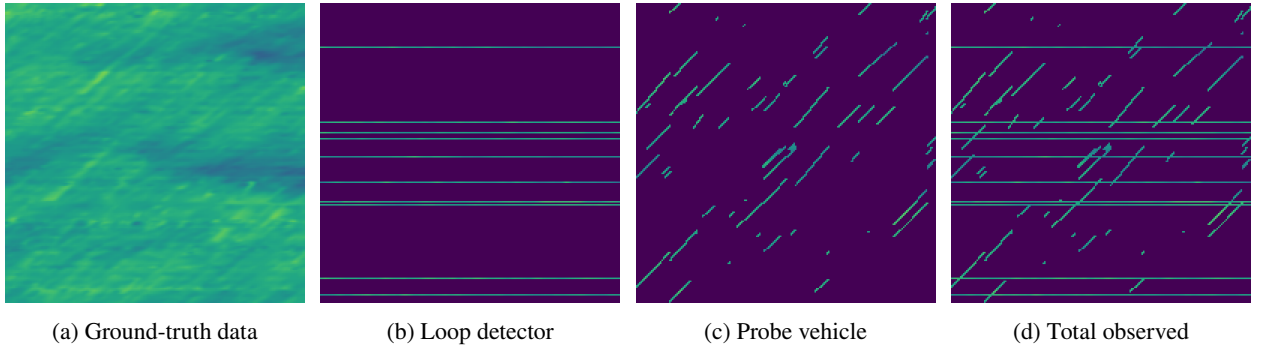 (a) Ground-truth data
(b) Loop detector
(c) Probe vehicle
(d) Total observed